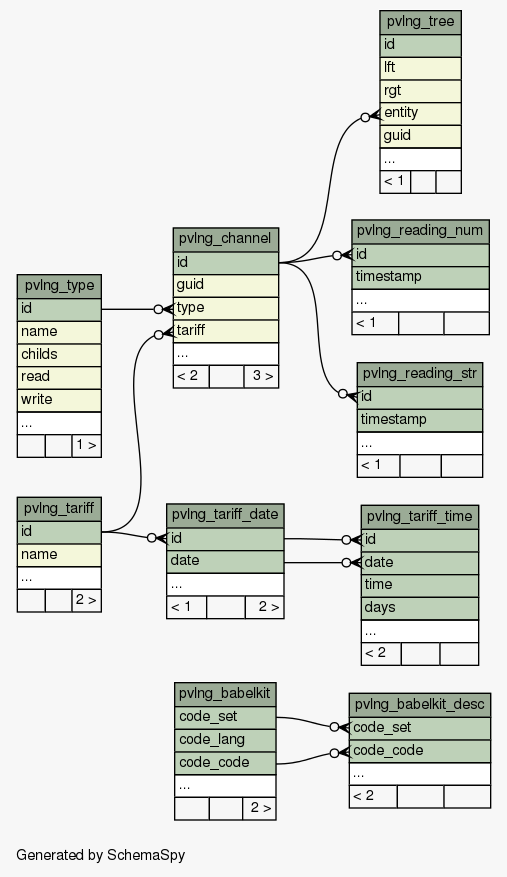 pvlng_tree
id
lft
rgt
entity
guid
...
< 1
pvlng_channel
id
guid
type
tariff
...
< 2 3 >
pvlng_reading_num
id
timestamp
...
< 1
pvlng_type
id
name
childs
read
write
...
1 >
pvlng_reading_str
id
timestamp
...
< 1
pvlng_tariff
id
name
...
2 >
pvlng_tariff_date
id
date
...
< 1 2 >
pvlng_tariff_time
id
date
time
days
...
< 2
pvlng_babelkit
code_set
code_lang
code_code
...
2 >
pvlng_babelkit_desc
code_set
code_code
...
< 2
Generated by SchemaSpy